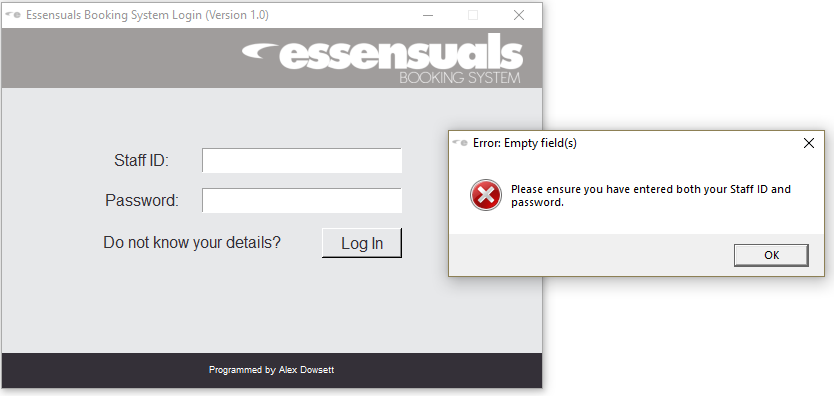 Essensuals Booking System Login (Version 1.0)
essensuals
BOOKING SYSTEM
Staff ID:
Password:
Do not know your details?
Log In
Programmed by Alex Dowsett
Error: Empty field(s)
Please ensure you have entered both your Staff ID and
password.
OK